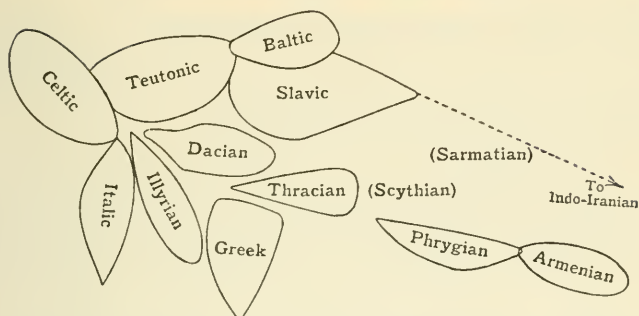 Celtic
Teutonic
Baltic
Slavic
Dacian
(Sarmatian)
To
Indo-Iranian
Italic
Illyrian
Thracian
(Scythian)
Greek
Phrygian
Armenian